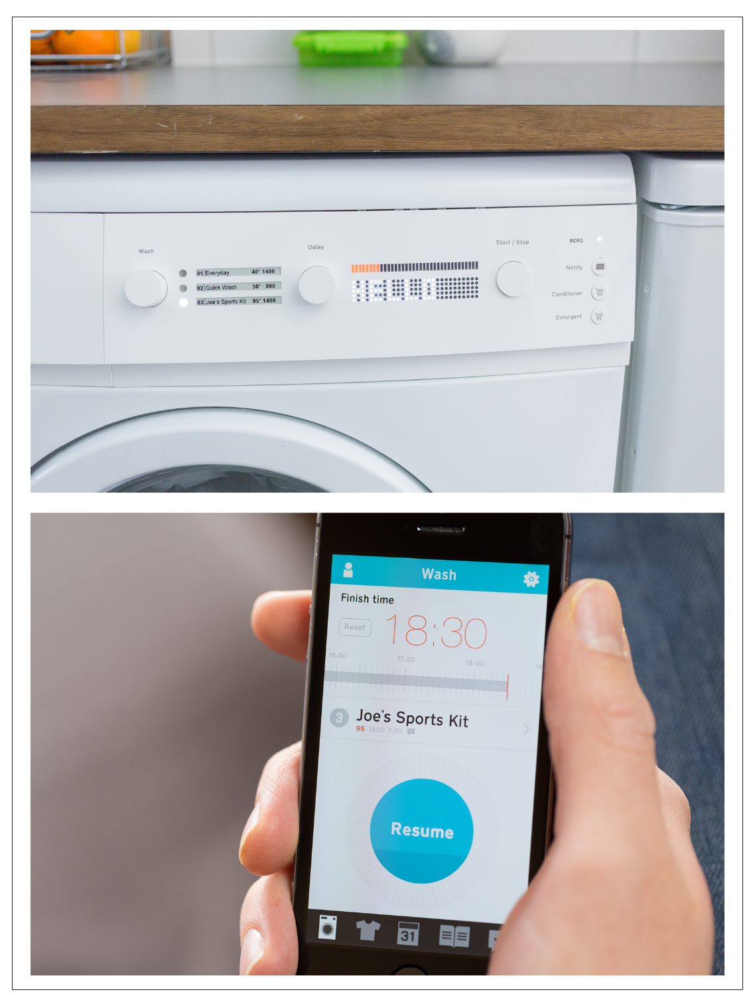 Wash
01 Everyday 40° 1400
02 Quick Wash 30° 800
03 Joe's Sports Kit 95° 1400
Delay
Start / Stop
BERG
Notify
Conditioner
Detergent
Wash
Finish time
Reset
18:30
16.00 17.00 18.00
3 Joe's Sports Kit
95 1400 2:30
Resume
31